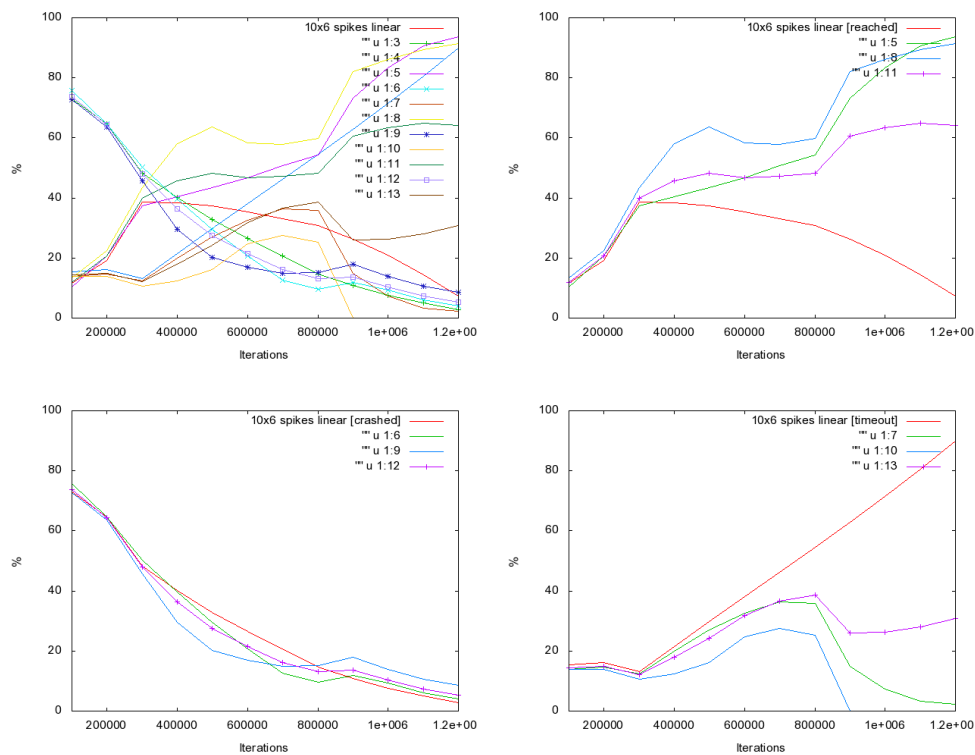 10x6 spikes linear
"" u 1:3
"" u 1:4
"" u 1:5
"" u 1:6
"" u 1:7
"" u 1:8
"" u 1:9
"" u 1:10
"" u 1:11
"" u 1:12
"" u 1:13
100
80
60
40
20
0
%
200000 400000 600000 800000 1e+006 1.2e+00
Iterations
10x6 spikes linear [reached]
"" u 1:5
"" u 1:8
"" u 1:11
100
80
60
40
20
0
%
200000 400000 600000 800000 1e+006 1.2e+00
Iterations
10x6 spikes linear [crashed]
"" u 1:6
"" u 1:9
"" u 1:12
100
80
60
40
20
0
%
200000 400000 600000 800000 1e+006 1.2e+00
Iterations
10x6 spikes linear [timeout]
"" u 1:7
"" u 1:10
"" u 1:13
100
80
60
40
20
0
%
200000 400000 600000 800000 1e+006 1.2e+00
Iterations